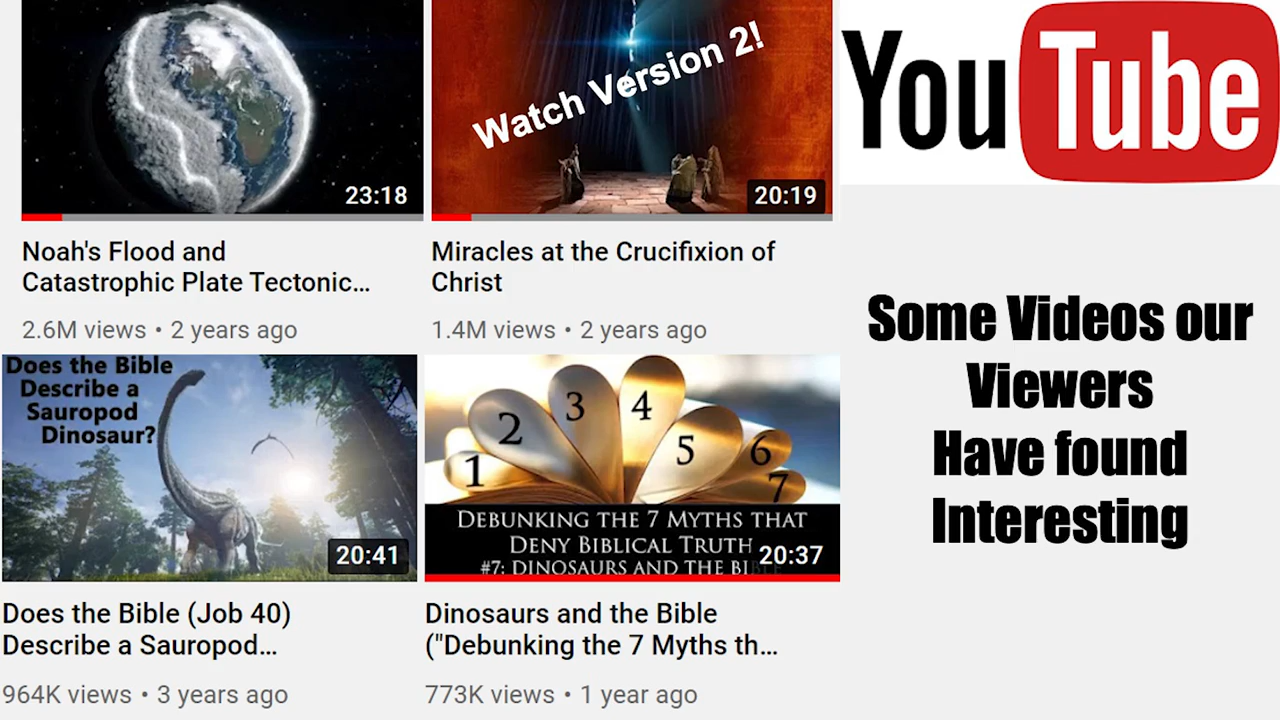 Watch Version 2!
23:18
20:19
Noah's Flood and
Catastrophic Plate Tectonic...
2.6M views • 2 years ago
Miracles at the Crucifixion of
Christ
1.4M views • 2 years ago
Does the Bible
Describe a
Sauropod
Dinosaur?
20:41
1
2
3
4
5
6
7
DEBUNKING THE 7 MYTHS THAT
DENY BIBLICAL TRUTH
#7: DINOSAURS AND THE BIBLE
20:37
Does the Bible (Job 40)
Describe a Sauropod...
964K views • 3 years ago
Dinosaurs and the Bible
("Debunking the 7 Myths th...
773K views • 1 year ago
YouTube
Some Videos our
Viewers
Have found
Interesting